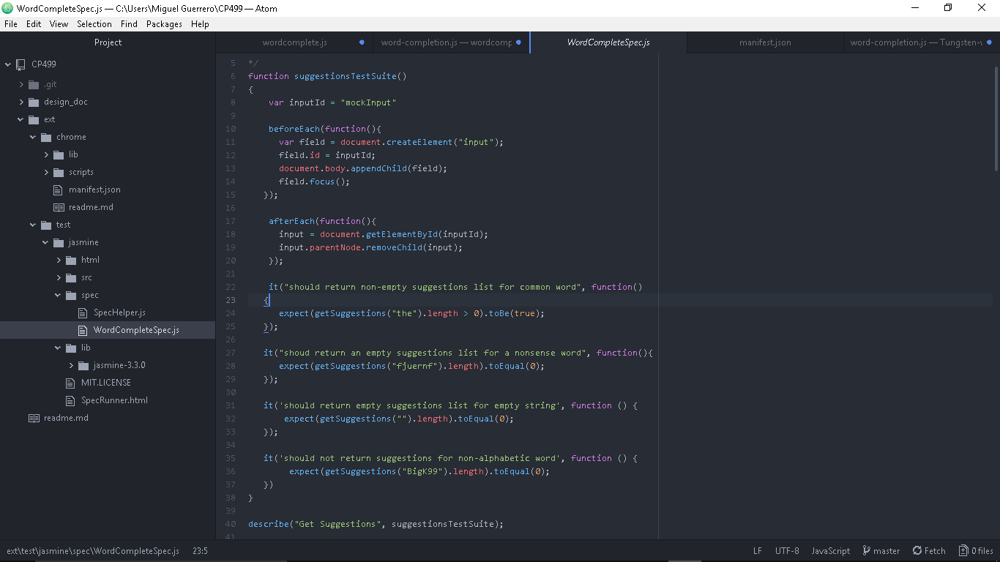 WordCompleteSpec.js — C:\Users\Miguel Guerrero\CP499 — Atom
File Edit View Selection Find Packages Help
Project
wordcomplete.js
word-completion.js — wordcomp
WordCompleteSpec.js
manifest.json
word-completion.js — Tungsten-
CP499
.git
design_doc
ext
chrome
lib
scripts
manifest.json
readme.md
test
jasmine
html
src
spec
SpecHelper.js
WordCompleteSpec.js
lib
jasmine-3.3.0
MIT.LICENSE
SpecRunner.html
readme.md
5 */
6 function suggestionsTestSuite()
7 {
8 var inputId = "mockInput"
9
10 beforeEach(function(){
11 var field = document.createElement("input");
12 field.id = inputId;
13 document.body.appendChild(field);
14 field.focus();
15 });
16
17 afterEach(function(){
18 input = document.getElementById(inputId);
19 input.parentNode.removeChild(input);
20 });
21
22 it("should return non-empty suggestions list for common word", function()
23 {
24 expect(getSuggestions("the").length > 0).toBe(true);
25 });
26
27 it("shoud return an empty suggestions list for a nonsense word", function(){
28 expect(getSuggestions("fjuernf").length).toEqual(0);
29 });
30
31 it('should return empty suggestions list for empty string', function () {
32 expect(getSuggestions("").length).toEqual(0);
33 });
34
35 it('should not return suggestions for non-alphabetic word', function () {
36 expect(getSuggestions("BigK99").length).toEqual(0);
37 })
38 }
39
40 describe("Get Suggestions", suggestionsTestSuite);
41
ext\test\jasmine\spec\WordCompleteSpec.js 23:5 LF UTF-8 JavaScript master Fetch 0 files